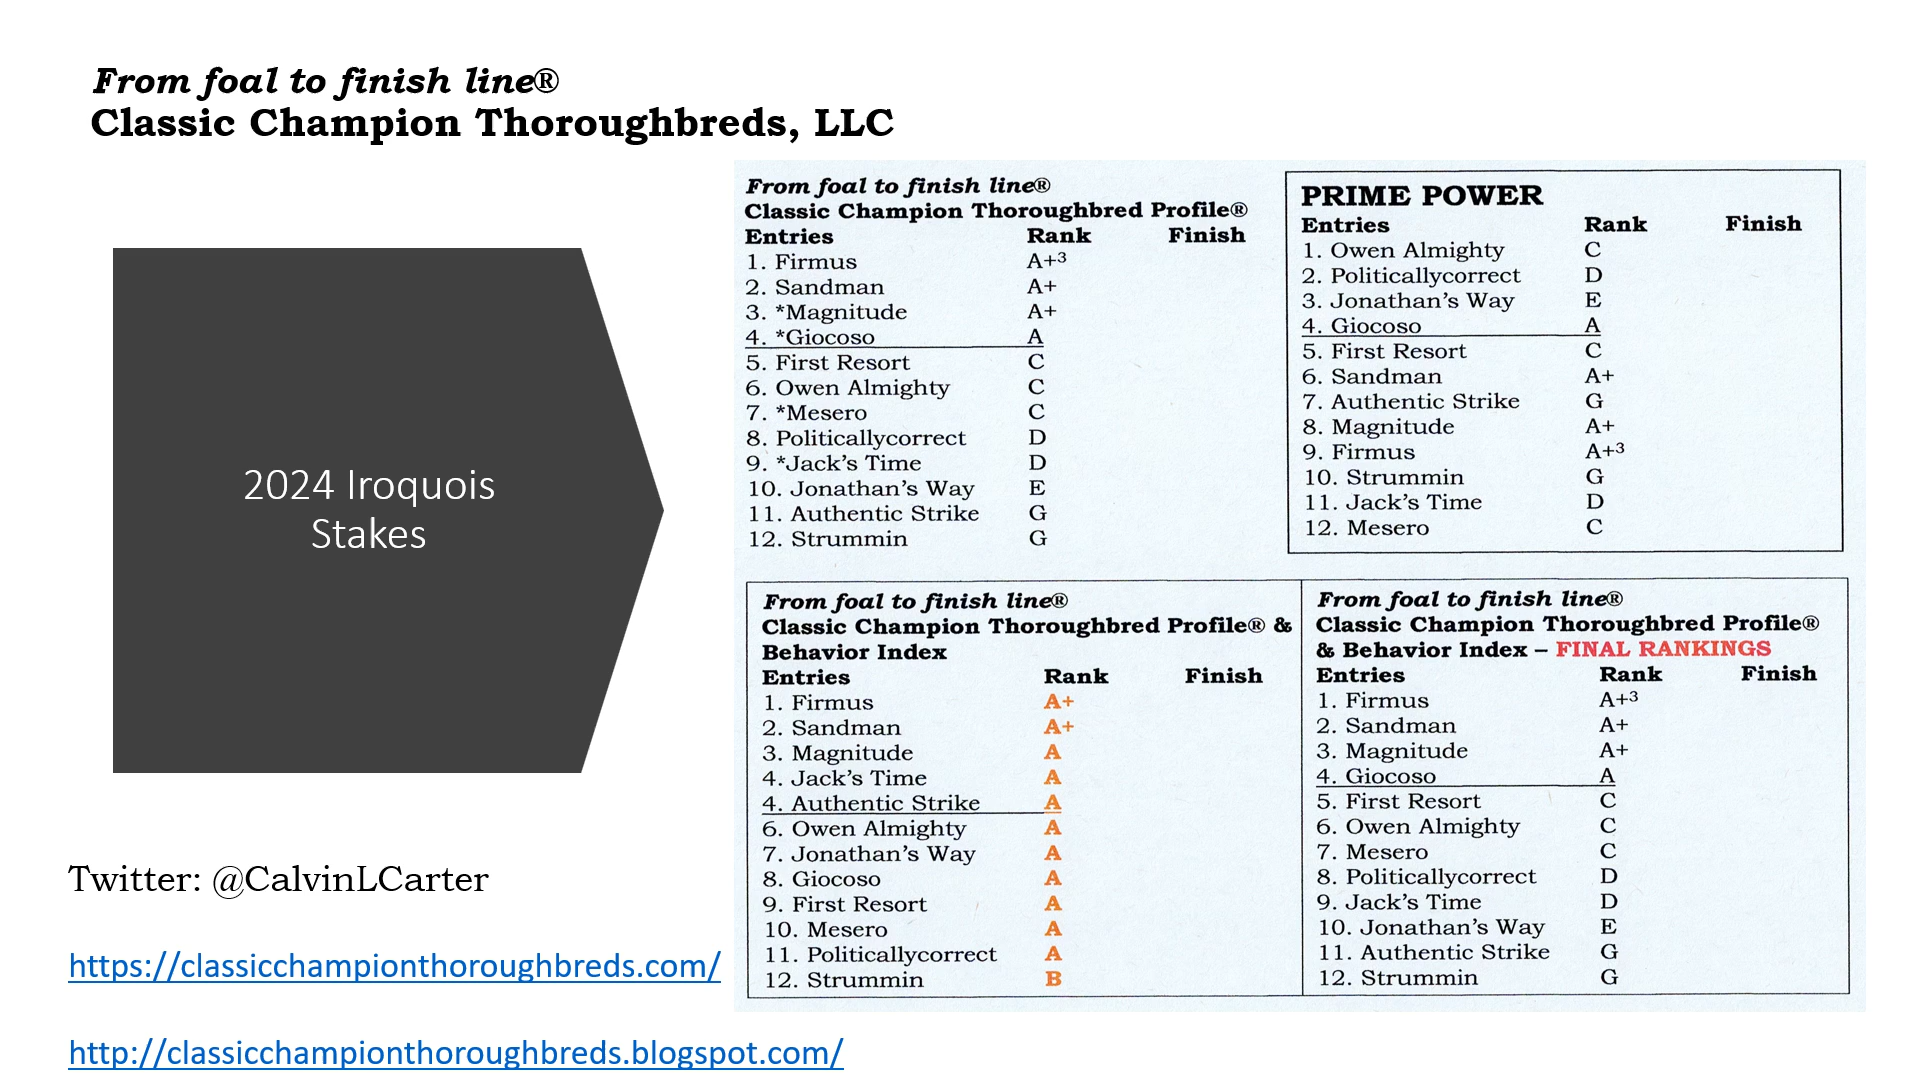 From foal to finish line®
Classic Champion Thoroughbreds, LLC
2024 Iroquois
Stakes
Twitter: @CalvinLCarter
https://classicchampionthoroughbreds.com/
http://classicchampionthoroughbreds.blogspot.com/
From foal to finish line®
Classic Champion Thoroughbred Profile®
Entries Rank Finish
1. Firmus A+³
2. Sandman A+
3. *Magnitude A+
4. *Giocoso A
5. First Resort C
6. Owen Almighty C
7. *Mesero C
8. Politicallycorrect D
9. *Jack's Time D
10. Jonathan's Way E
11. Authentic Strike G
12. Strummin G
PRIME POWER
Entries Rank Finish
1. Owen Almighty C
2. Politicallycorrect D
3. Jonathan's Way E
4. Giocoso A
5. First Resort C
6. Sandman A+
7. Authentic Strike G
8. Magnitude A+
9. Firmus A+³
10. Strummin G
11. Jack's Time D
12. Mesero C
From foal to finish line®
Classic Champion Thoroughbred Profile® &
Behavior Index
Entries Rank Finish
1. Firmus A+
2. Sandman A+
3. Magnitude A
4. Jack's Time A
4. Authentic Strike A
6. Owen Almighty A
7. Jonathan's Way A
8. Giocoso A
9. First Resort A
10. Mesero A
11. Politicallycorrect A
12. Strummin B
From foal to finish line®
Classic Champion Thoroughbred Profile®
& Behavior Index – FINAL RANKINGS
Entries Rank Finish
1. Firmus A+³
2. Sandman A+
3. Magnitude A+
4. Giocoso A
5. First Resort C
6. Owen Almighty C
7. Mesero C
8. Politicallycorrect D
9. Jack's Time D
10. Jonathan's Way E
11. Authentic Strike G
12. Strummin G